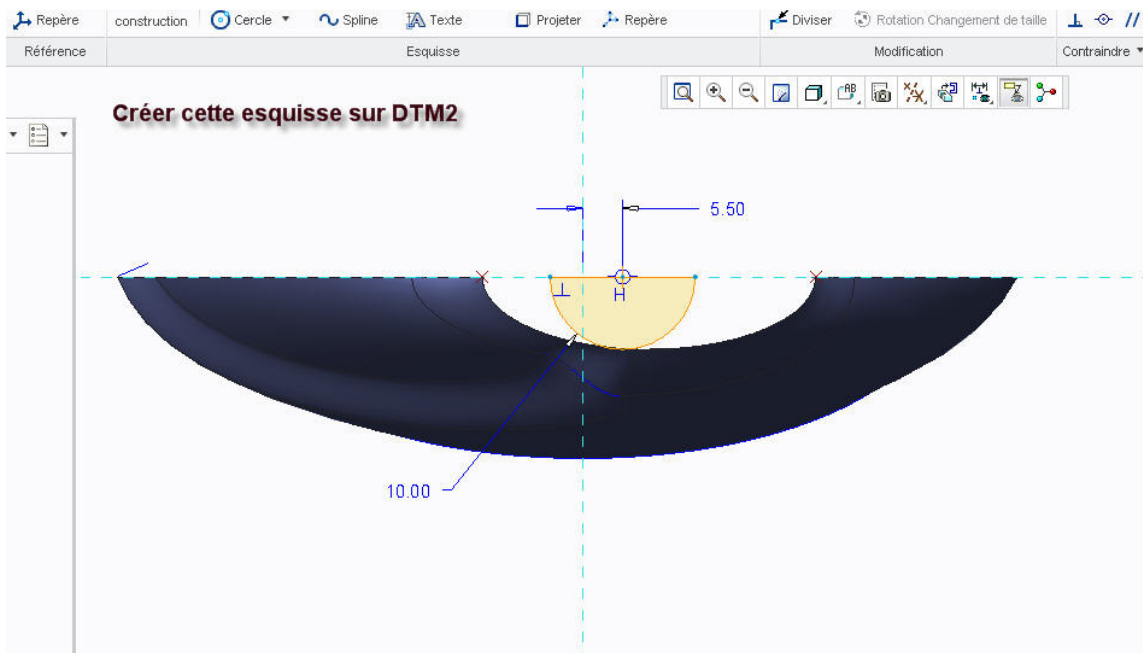 Repère construction Cercle Spline Texte Projeter Repère Diviser Rotation Changement de taille
Référence Esquisse Modification Contraindre
Créer cette esquisse sur DTM2
5.50
H
10.00